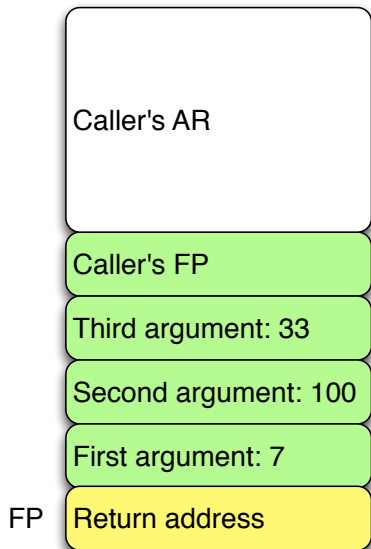 Caller's AR
Caller's FP
Third argument: 33
Second argument: 100
First argument: 7
FP Return address